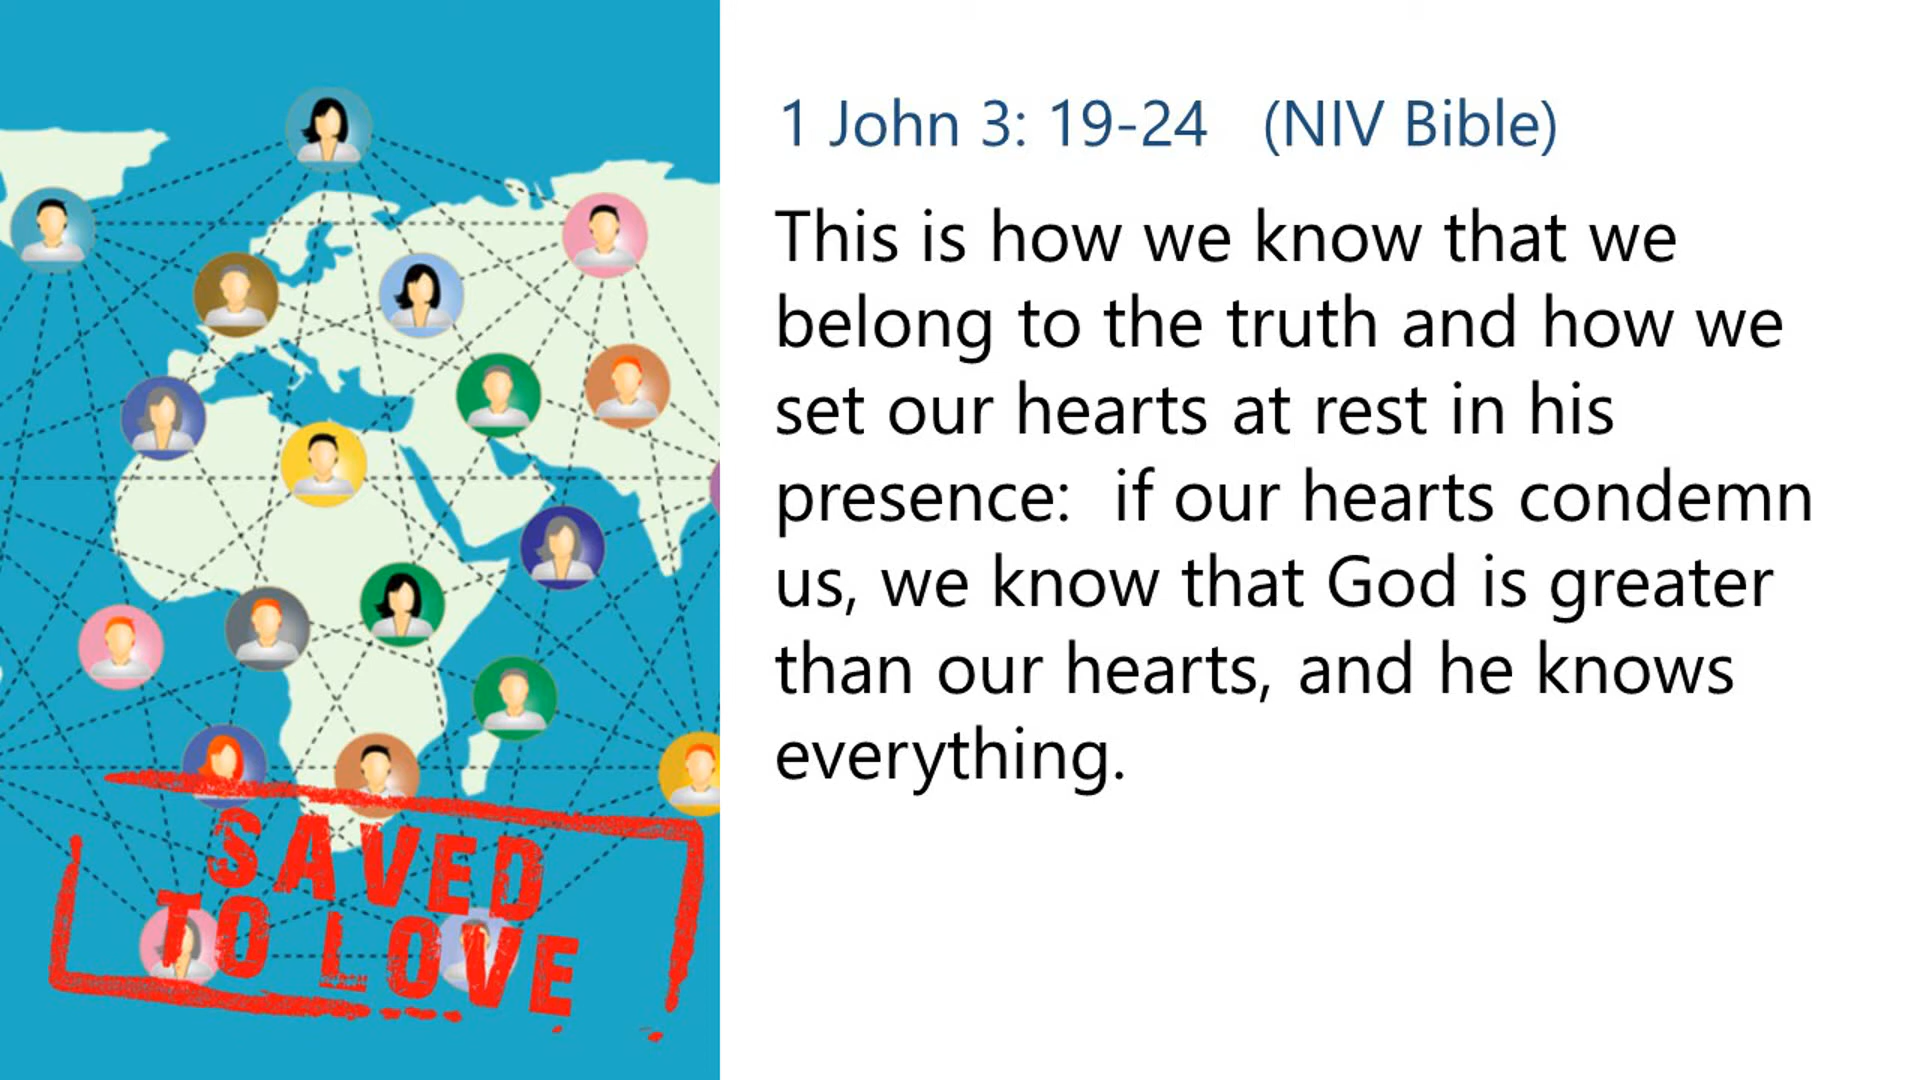 1 John 3: 19-24   (NIV Bible)
This is how we know that we
belong to the truth and how we
set our hearts at rest in his
presence:  if our hearts condemn
us, we know that God is greater
than our hearts, and he knows
everything.
SAVED
TO LOVE